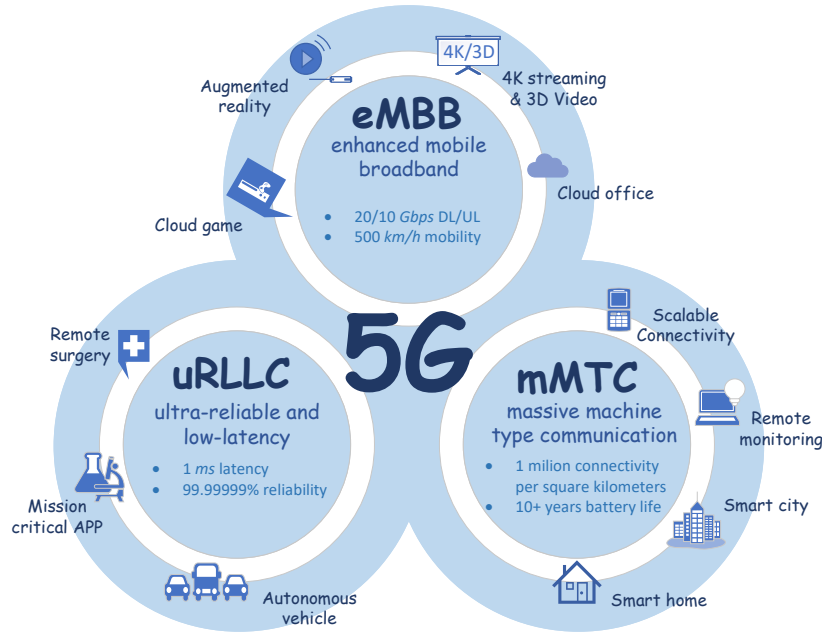 4K/3D
Augmented
reality
4K streaming
& 3D Video
eMBB
enhanced mobile
broadband
Cloud office
Cloud game
• 20/10 Gbps DL/UL
• 500 km/h mobility
5G
Remote
surgery
uRLLC
ultra-reliable and
low-latency
• 1 ms latency
• 99.99999% reliability
Mission
critical APP
Autonomous
vehicle
Scalable
Connectivity
mMTC
massive machine
type communication
• 1 milion connectivity
per square kilometers
• 10+ years battery life
Remote
monitoring
Smart city
Smart home